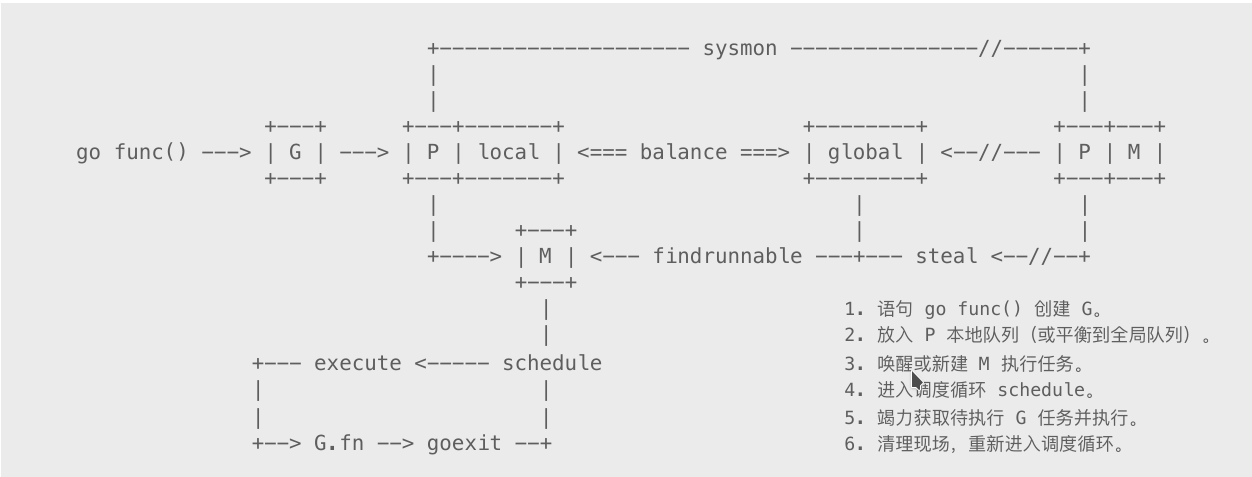 +------------------- sysmon ---------------//------+
|                                                  |
|                                                  |
+---+ +---+-------+ +--------+ +---+---+
go func() ---> | G | ---> | P | local | <=== balance ===> | global | <--//--- | P | M |
+---+ +---+-------+ +--------+ +---+---+
| | |
| +---+ | |
+----> | M | <--- findrunnable ---+--- steal <--//--+
+---+
|
|
+--- execute <----- schedule
| |
| |
+--> G.fn --> goexit --+
1. 语句 go func() 创建 G。
2. 放入 P 本地队列（或平衡到全局队列）。
3. 唤醒或新建 M 执行任务。
4. 进入调度循环 schedule。
5. 竭力获取待执行 G 任务并执行。
6. 清理现场，重新进入调度循环。